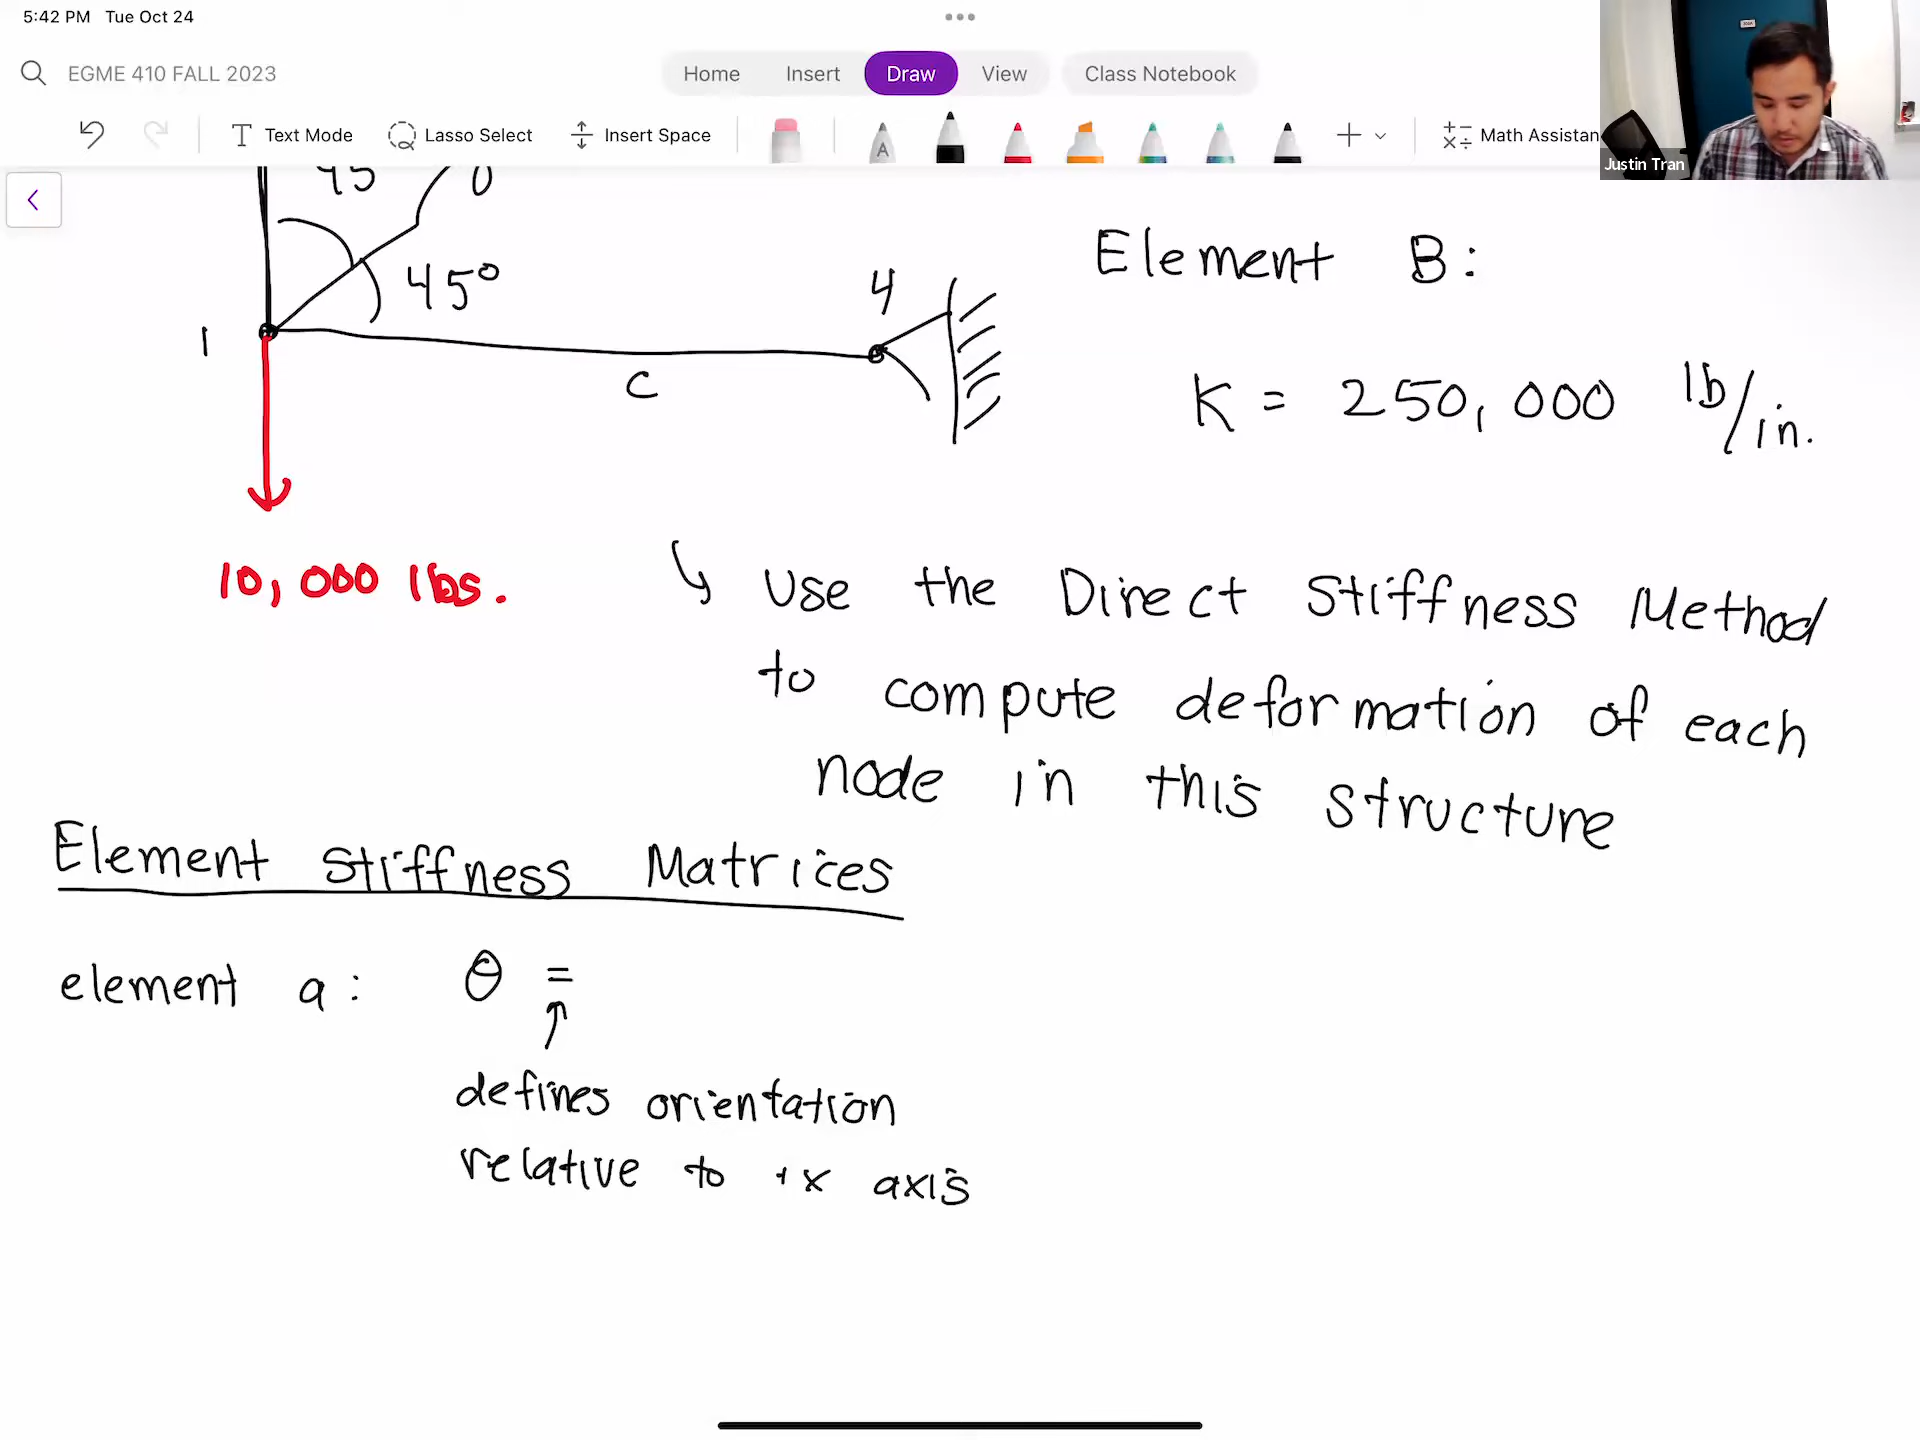 5:42 PM Tue Oct 24
EGME 410 FALL 2023
Home Insert Draw View Class Notebook
Text Mode Lasso Select Insert Space Math Assistan
Justin Tran
45
45°
4
1
C
10,000 lbs.
Element B:
K = 250,000 lb/in.
↳ Use the Direct Stiffness Method
to compute deformation of each
node in this structure
Element Stiffness Matrices
element a: θ =
↑
defines orientation
relative to +x axis